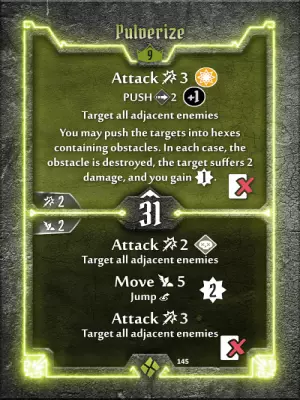 Pulverize
9
Attack 3
PUSH 2 +1
Target all adjacent enemies
You may push the targets into hexes
containing obstacles. In each case, the
obstacle is destroyed, the target suffers 2
damage, and you gain 1.
2
31
2
Attack 2
Target all adjacent enemies
Move 5
Jump
2
Attack 3
Target all adjacent enemies
145